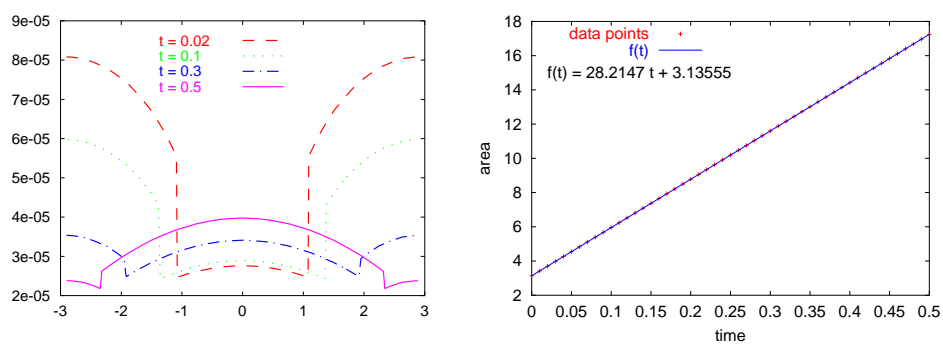 9e-05
8e-05
7e-05
6e-05
5e-05
4e-05
3e-05
2e-05
-3 -2 -1 0 1 2 3
t = 0.02
t = 0.1
t = 0.3
t = 0.5
18
16
14
12
10
8
6
4
2
area
0 0.05 0.1 0.15 0.2 0.25 0.3 0.35 0.4 0.45 0.5
time
data points
f(t)
f(t) = 28.2147 t + 3.13555